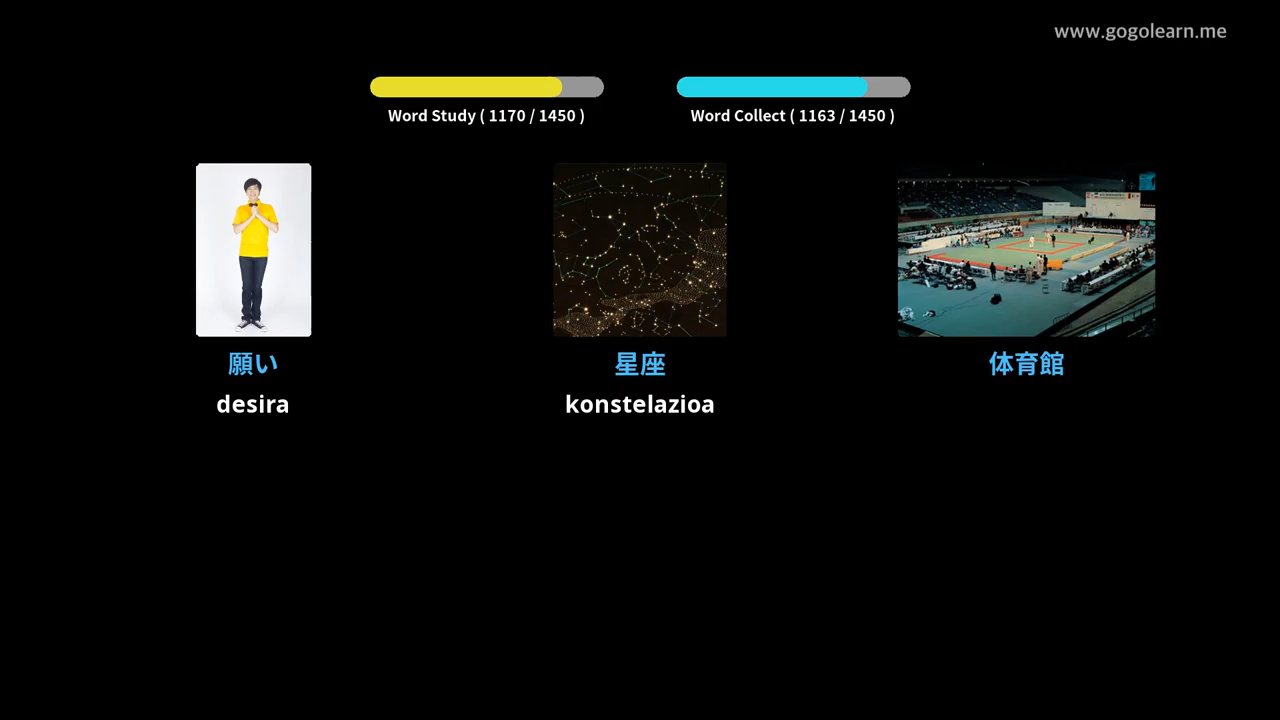 www.gogolearn.me
Word Study ( 1170 / 1450 )
Word Collect ( 1163 / 1450 )
願い
星座
体育館
desira
konstelazioa